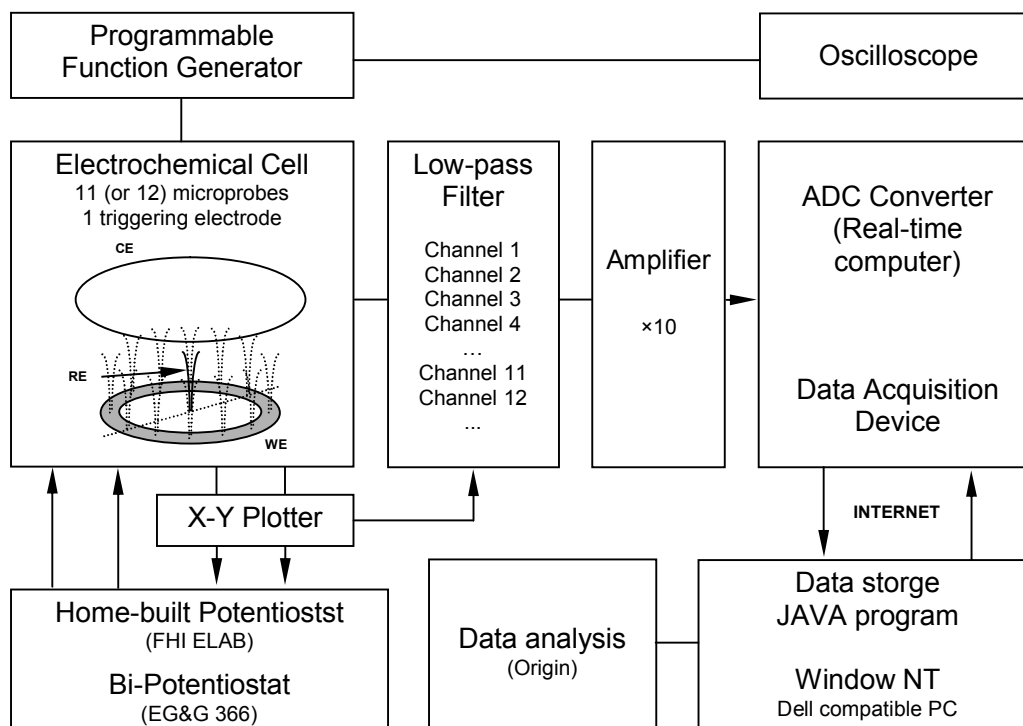 Programmable
Function Generator
Oscilloscope
Electrochemical Cell
11 (or 12) microprobes
1 triggering electrode
CE
RE
WE
Low-pass
Filter
Channel 1
Channel 2
Channel 3
Channel 4
...
Channel 11
Channel 12
...
Amplifier
×10
ADC Converter
(Real-time
computer)
Data Acquisition
Device
X-Y Plotter
INTERNET
Home-built Potentiostst
(FHI ELAB)
Bi-Potentiostat
(EG&G 366)
Data analysis
(Origin)
Data storge
JAVA program
Window NT
Dell compatible PC